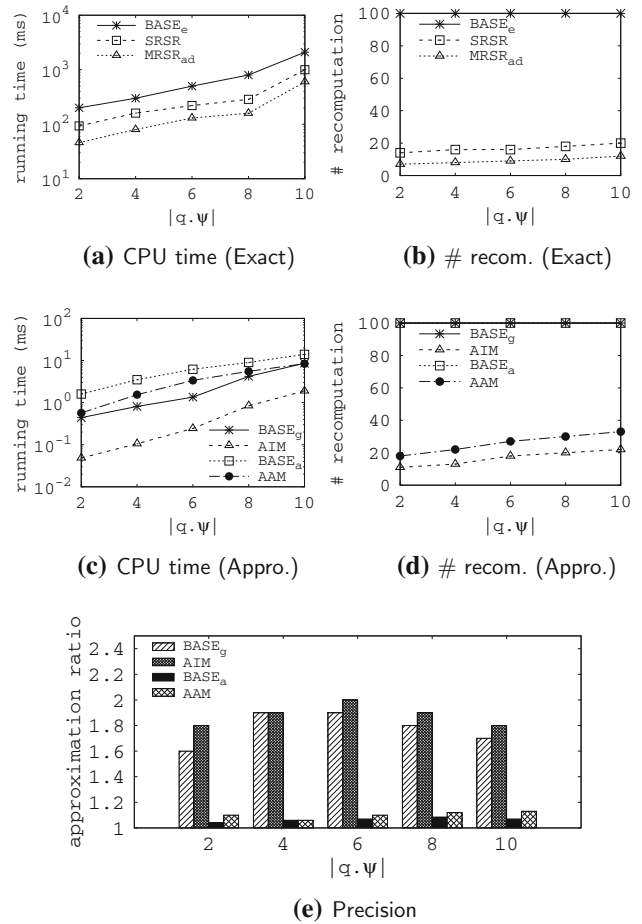 running time (ms)
10^4
10^3
10^2
10^1
BASE_e
SRSR
MRSR_ad
2 4 6 8 10
|q.ψ|
(a) CPU time (Exact)
# recomputation
100
80
60
40
20
0
BASE_e
SRSR
MRSR_ad
2 4 6 8 10
|q.ψ|
(b) # recom. (Exact)
running time (ms)
10^2
10^1
10^0
10^-1
10^-2
BASE_g
AIM
BASE_a
AAM
2 4 6 8 10
|q.ψ|
(c) CPU time (Appro.)
# recomputation
100
80
60
40
20
0
BASE_g
AIM
BASE_a
AAM
2 4 6 8 10
|q.ψ|
(d) # recom. (Appro.)
approximation ratio
2.4
2.2
2
1.8
1.6
1.4
1.2
1
BASE_g
AIM
BASE_a
AAM
2 4 6 8 10
|q.ψ|
(e) Precision